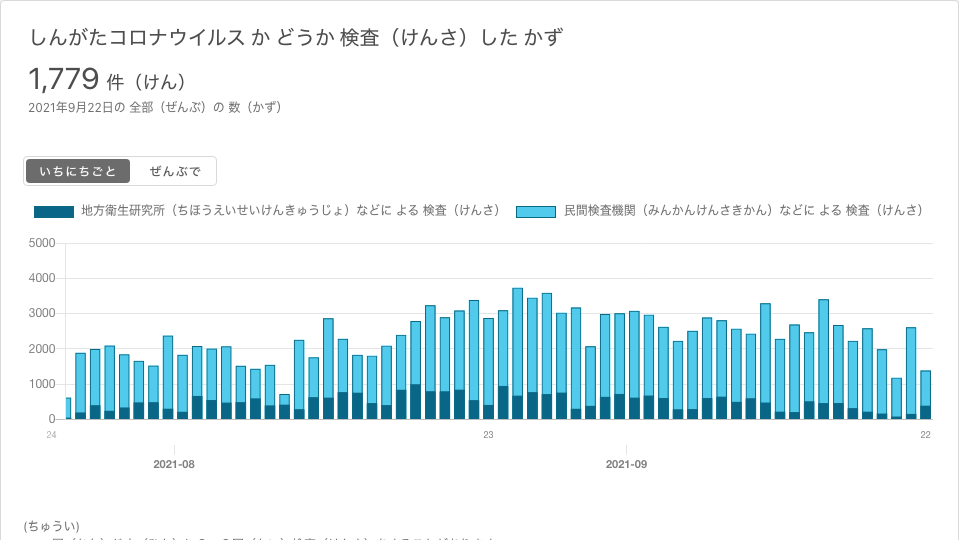 しんがたコロナウイルス か どうか 検査（けんさ）した かず
1,779 件（けん）
2021年9月22日の 全部（ぜんぶ）の 数（かず）
いちにちごと ぜんぶで
地方衛生研究所（ちほうえいせいけんきゅうじょ）などに よる 検査（けんさ） 民間検査機関（みんかんけんさきかん）などに よる 検査（けんさ）
5000
4000
3000
2000
1000
0
24 23 22
2021-08 2021-09
(ちゅうい)